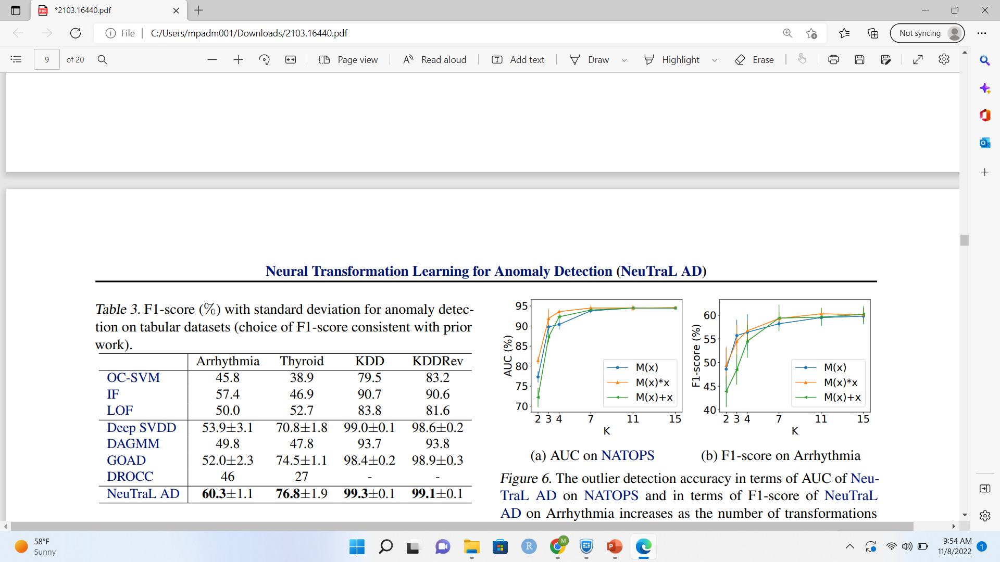 *2103.16440.pdf
File
C:/Users/mpadm001/Downloads/2103.16440.pdf
Not syncing
9 of 20
Page view
Read aloud
Add text
Draw
Highlight
Erase
Neural Transformation Learning for Anomaly Detection (NeuTraL AD)
Table 3. F1-score (%) with standard deviation for anomaly detec-
tion on tabular datasets (choice of F1-score consistent with prior
work).
Arrhythmia Thyroid KDD KDDRev
OC-SVM 45.8 38.9 79.5 83.2
IF 57.4 46.9 90.7 90.6
LOF 50.0 52.7 83.8 81.6
Deep SVDD 53.9±3.1 70.8±1.8 99.0±0.1 98.6±0.2
DAGMM 49.8 47.8 93.7 93.8
GOAD 52.0±2.3 74.5±1.1 98.4±0.2 98.9±0.3
DROCC 46 27 - -
NeuTraL AD 60.3±1.1 76.8±1.9 99.3±0.1 99.1±0.1
AUC (%)
95
90
85
80
75
70
M(x)
M(x)*x
M(x)+x
2 3 4 7 11 15
K
F1-score (%)
60
55
50
45
40
M(x)
M(x)*x
M(x)+x
2 3 4 7 11 15
K
(a) AUC on NATOPS
(b) F1-score on Arrhythmia
Figure 6. The outlier detection accuracy in terms of AUC of Neu-
TraL AD on NATOPS and in terms of F1-score of NeuTraL
AD on Arrhythmia increases as the number of transformations
58°F
Sunny
9:54 AM
11/8/2022
1